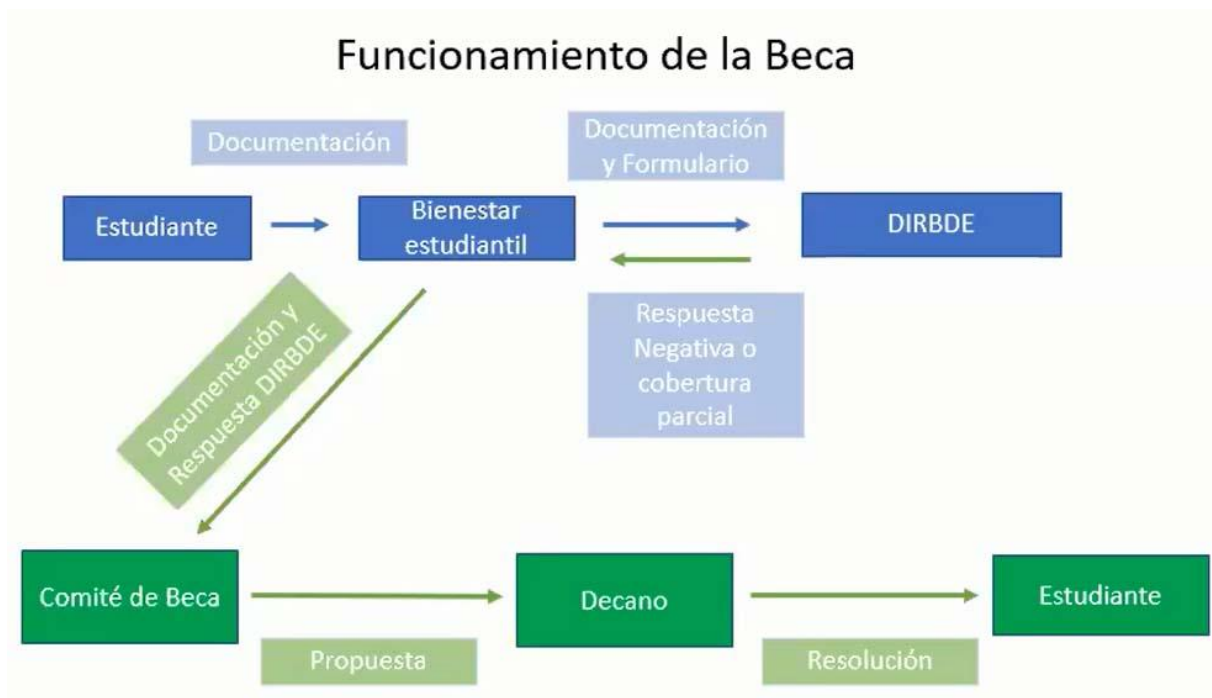 Funcionamiento de la Beca
Documentación
Documentación
y Formulario
Estudiante
Bienestar
estudiantil
DIRBDE
Respuesta
Negativa o
cobertura
parcial
Documentación y
Respuesta DIRBDE
Comité de Beca
Decano
Estudiante
Propuesta
Resolución